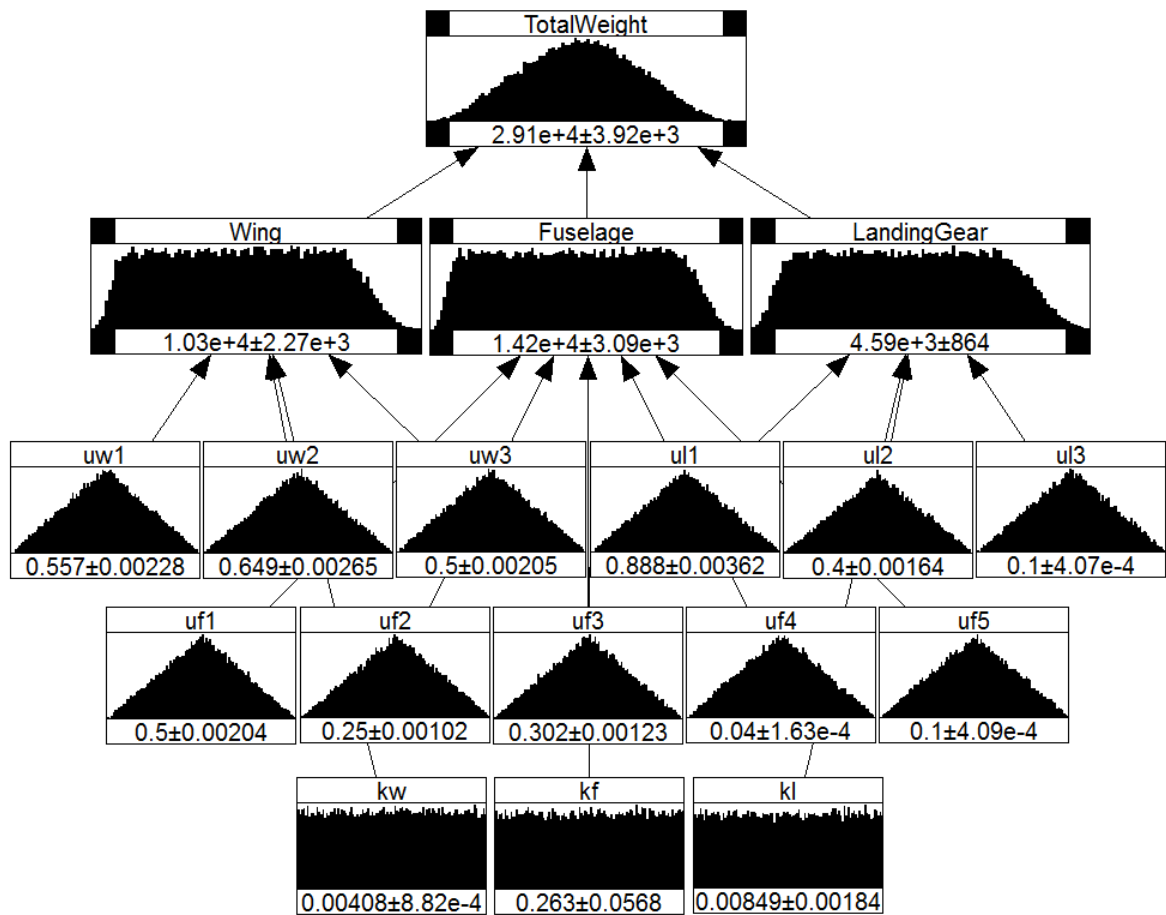 TotalWeight
2.91e+4±3.92e+3
Wing
Fuselage
LandingGear
1.03e+4±2.27e+3
1.42e+4±3.09e+3
4.59e+3±864
uw1
uw2
uw3
ul1
ul2
ul3
0.557±0.00228
0.649±0.00265
0.5±0.00205
0.888±0.00362
0.4±0.00164
0.1±4.07e-4
uf1
uf2
uf3
uf4
uf5
0.5±0.00204
0.25±0.00102
0.302±0.00123
0.04±1.63e-4
0.1±4.09e-4
kw
kf
kl
0.00408±8.82e-4
0.263±0.0568
0.00849±0.00184